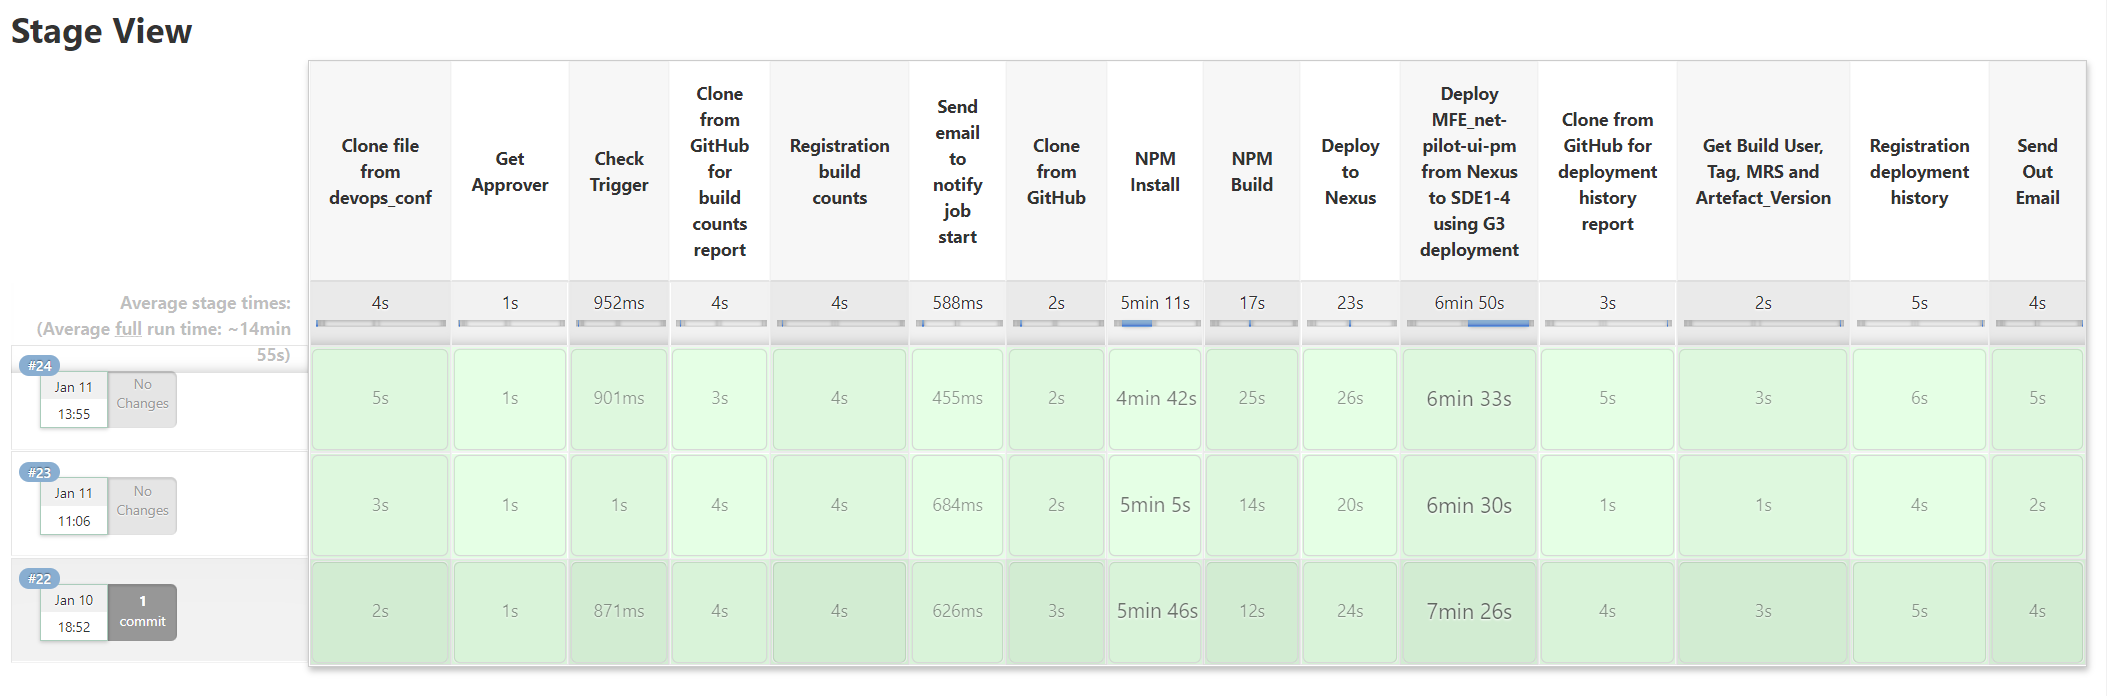 Stage View
Clone file
from
devops_conf
Get
Approver
Check
Trigger
Clone
from
GitHub
for
build
counts
report
Registration
build
counts
Send
email
to
notify
job
start
Clone
from
GitHub
NPM
Install
NPM
Build
Deploy
to
Nexus
Deploy
MFE_net-
pilot-ui-pm
from Nexus
to SDE1-4
using G3
deployment
Clone from
GitHub for
deployment
history
report
Get Build User,
Tag, MRS and
Artefact_Version
Registration
deployment
history
Send
Out
Email
Average stage times:
(Average full run time: ~14min
55s)
4s 1s 952ms 4s 4s 588ms 2s 5min 11s 17s 23s 6min 50s 3s 2s 5s 4s
#24
Jan 11
13:55
No
Changes
5s 1s 901ms 3s 4s 455ms 2s 4min 42s 25s 26s 6min 33s 5s 3s 6s 5s
#23
Jan 11
11:06
No
Changes
3s 1s 1s 4s 4s 684ms 2s 5min 5s 14s 20s 6min 30s 1s 1s 4s 2s
#22
Jan 10
18:52
1
commit
2s 1s 871ms 4s 4s 626ms 3s 5min 46s 12s 24s 7min 26s 4s 3s 5s 4s